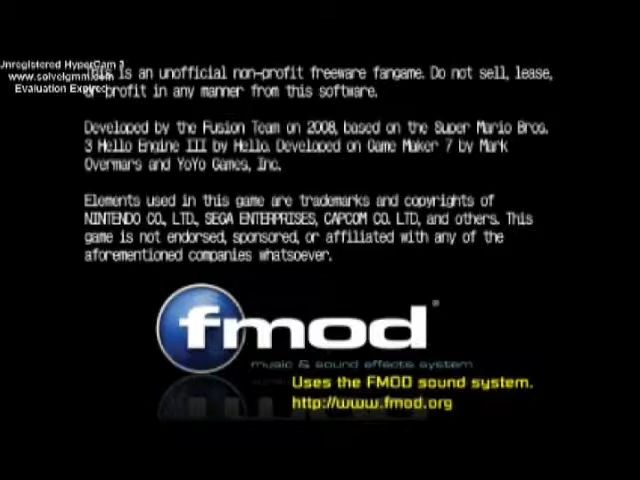 Unregistered HyperCam 3
www.solveigmm.com
Evaluation Expired
This is an unofficial non-profit freeware fangame. Do not sell, lease,
or profit in any manner from this software.
Developed by the Fusion Team on 2008, based on the Super Mario Bros.
3 Hello Engine III by Hello. Developed on Game Maker 7 by Mark
Overmars and YoYo Games, Inc.
Elements used in this game are trademarks and copyrights of
NINTENDO CO., LTD., SEGA ENTERPRISES, CAPCOM CO. LTD, and others. This
game is not endorsed, sponsored, or affiliated with any of the
aforementioned companies whatsoever.
fmod®
music & sound effects system
Uses the FMOD sound system.
http://www.fmod.org